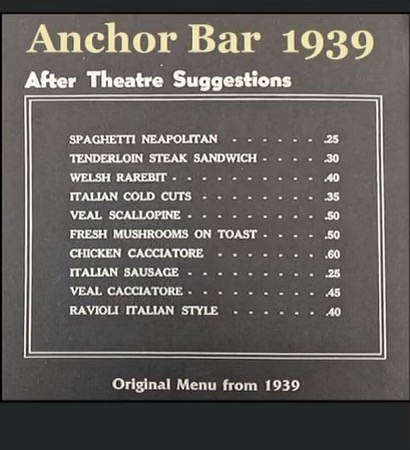 Anchor Bar 1939
After Theatre Suggestions
SPAGHETTI NEAPOLITAN - - - - - - .25
TENDERLOIN STEAK SANDWICH - - - - .30
WELSH RAREBIT - - - - - - - - - - .40
ITALIAN COLD CUTS - - - - - - - - .35
VEAL SCALLOPINE - - - - - - - - - .50
FRESH MUSHROOMS ON TOAST - - - - .50
CHICKEN CACCIATORE - - - - - - - .60
ITALIAN SAUSAGE - - - - - - - - - .25
VEAL CACCIATORE - - - - - - - - - .45
RAVIOLI ITALIAN STYLE - - - - - - .40
Original Menu from 1939